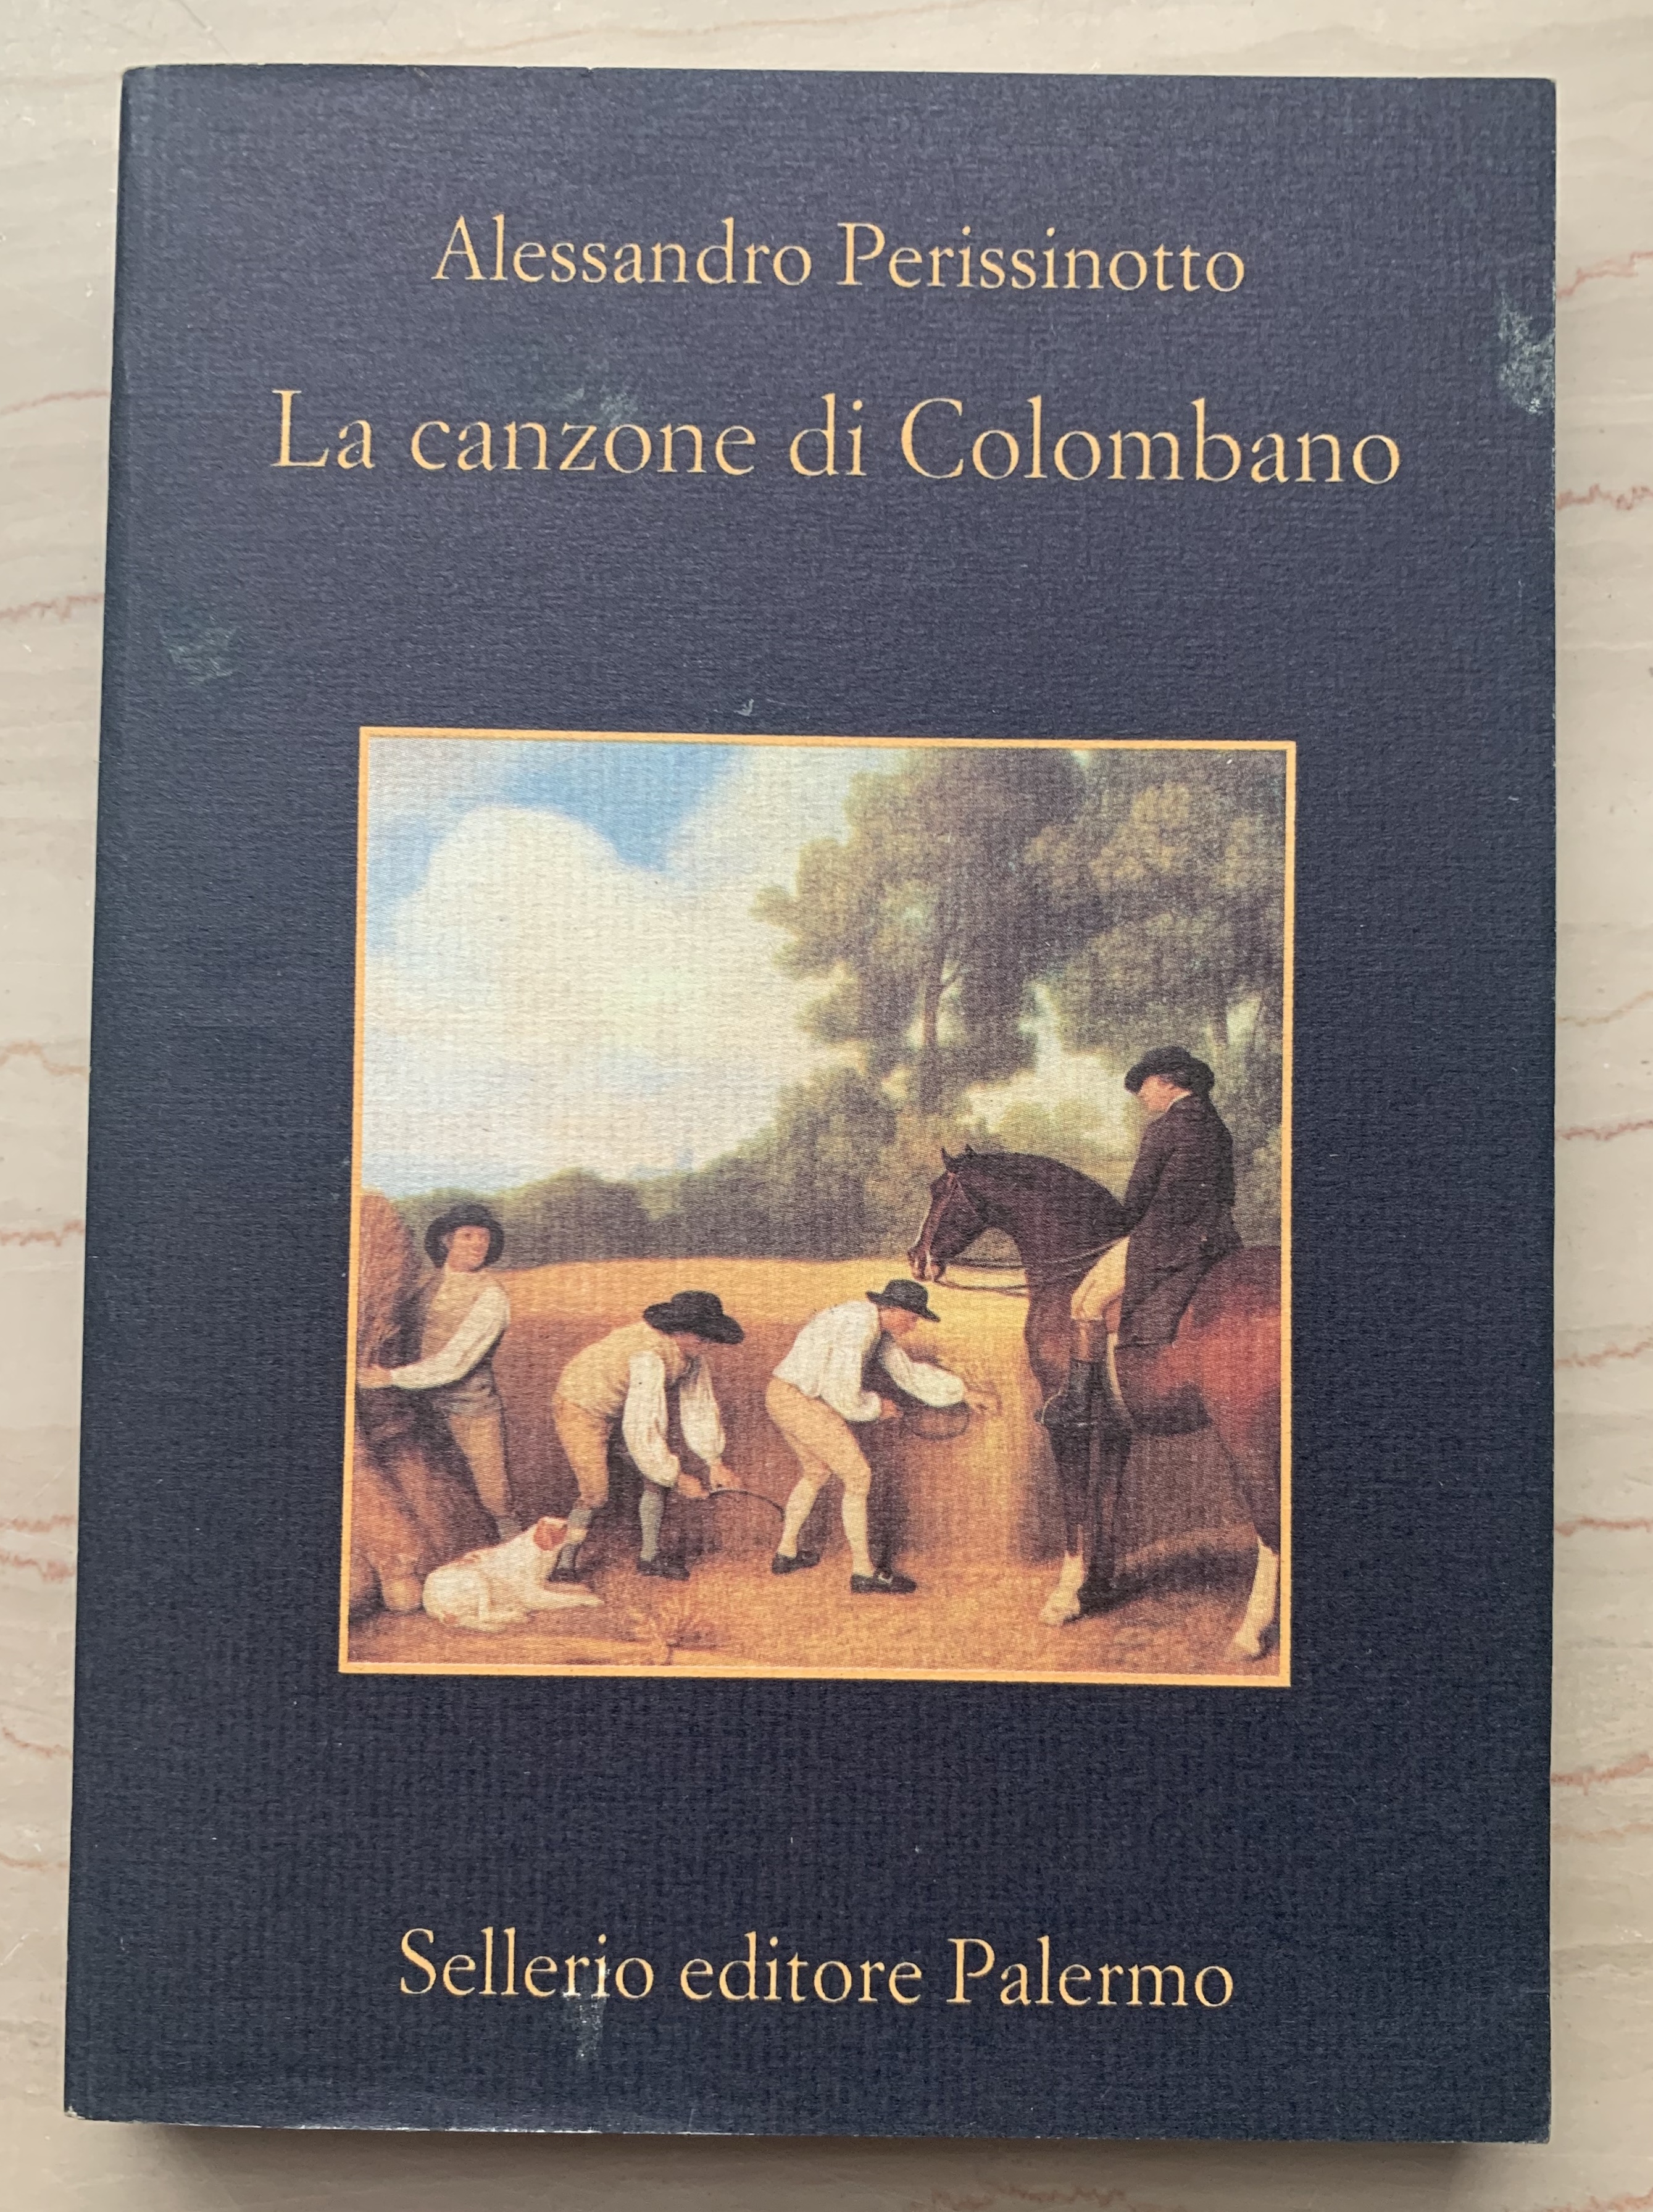 Alessandro Perissinotto
La canzone di Colombano
Sellerio editore Palermo